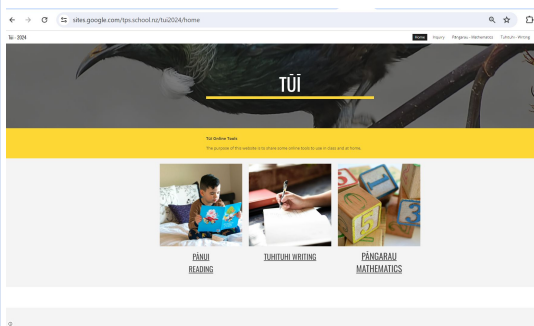 sites.google.com/tps.school.nz/tui2024/home
Tūī - 2024
Home Inquiry Pāngarau - Mathematics Tuhituhi - Writing
TŪĪ
Tūī Online Tools
The purpose of this website is to share some online tools to use in class and at home.
PĀNUI
READING
TUHITUHI WRITING
PĀNGARAU
MATHEMATICS